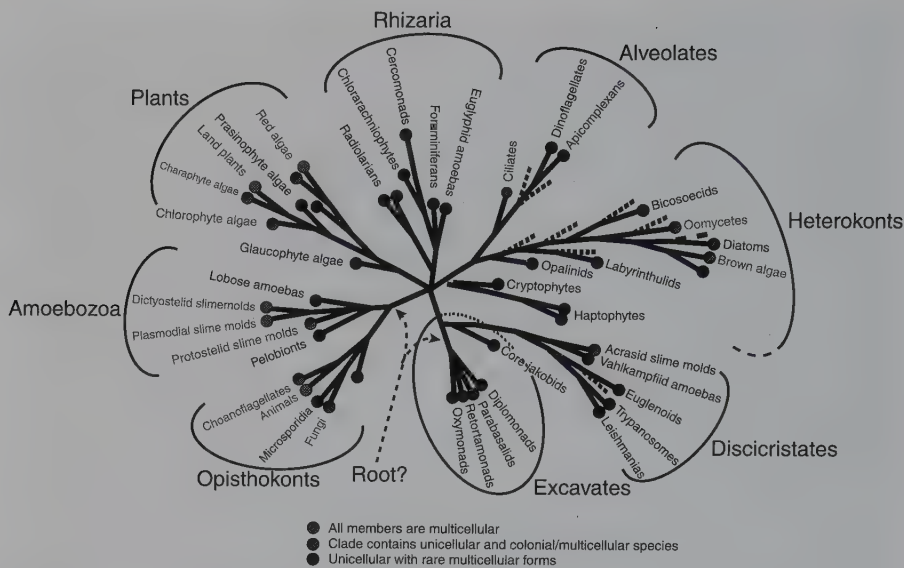 Rhizaria
Alveolates
Plants
Heterokonts
Amoebozoa
Opisthokonts
Root?
Excavates
Discicristates
Cercomonads
Chlorarachniophytes
Radiolarians
Foraminiferans
Euglyphid amoebas
Ciliates
Dinoflagellates
Apicomplexans
Red algae
Prasinophyte algae
Land plants
Charaphyte algae
Chlorophyte algae
Glaucophyte algae
Bicosoecids
Oomycetes
Diatoms
Brown algae
Labyrinthulids
Opalinids
Cryptophytes
Haptophytes
Lobose amoebas
Dictyostelid slimemolds
Plasmodial slime molds
Protostelid slime molds
Pelobionts
Choanoflagellates
Animals
Microsporidia
Fungi
Core jakobids
Diplomonads
Parabasalids
Retortamonads
Oxymonads
Acrasid slime molds
Vahlkampfiid amoebas
Euglenoids
Trypanosomes
Leishmanias
All members are multicellular
Clade contains unicellular and colonial/multicellular species
Unicellular with rare multicellular forms